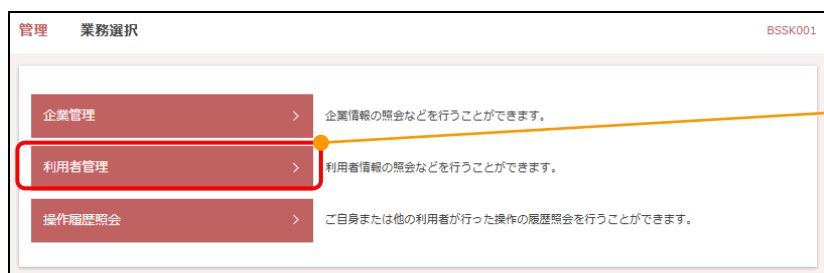 管理 業務選択 BSSK001
企業管理 > 企業情報の照会などを行うことができます。
利用者管理 > 利用者情報の照会などを行うことができます。
操作履歴照会 > ご自身または他の利用者が行った操作の履歴照会を行うことができます。